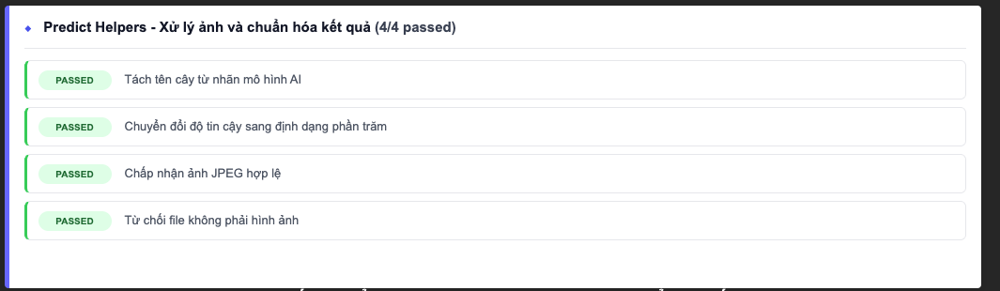 Predict Helpers - Xử lý ảnh và chuẩn hóa kết quả (4/4 passed)
PASSED Tách tên cây từ nhãn mô hình AI
PASSED Chuyển đổi độ tin cậy sang định dạng phần trăm
PASSED Chấp nhận ảnh JPEG hợp lệ
PASSED Từ chối file không phải hình ảnh